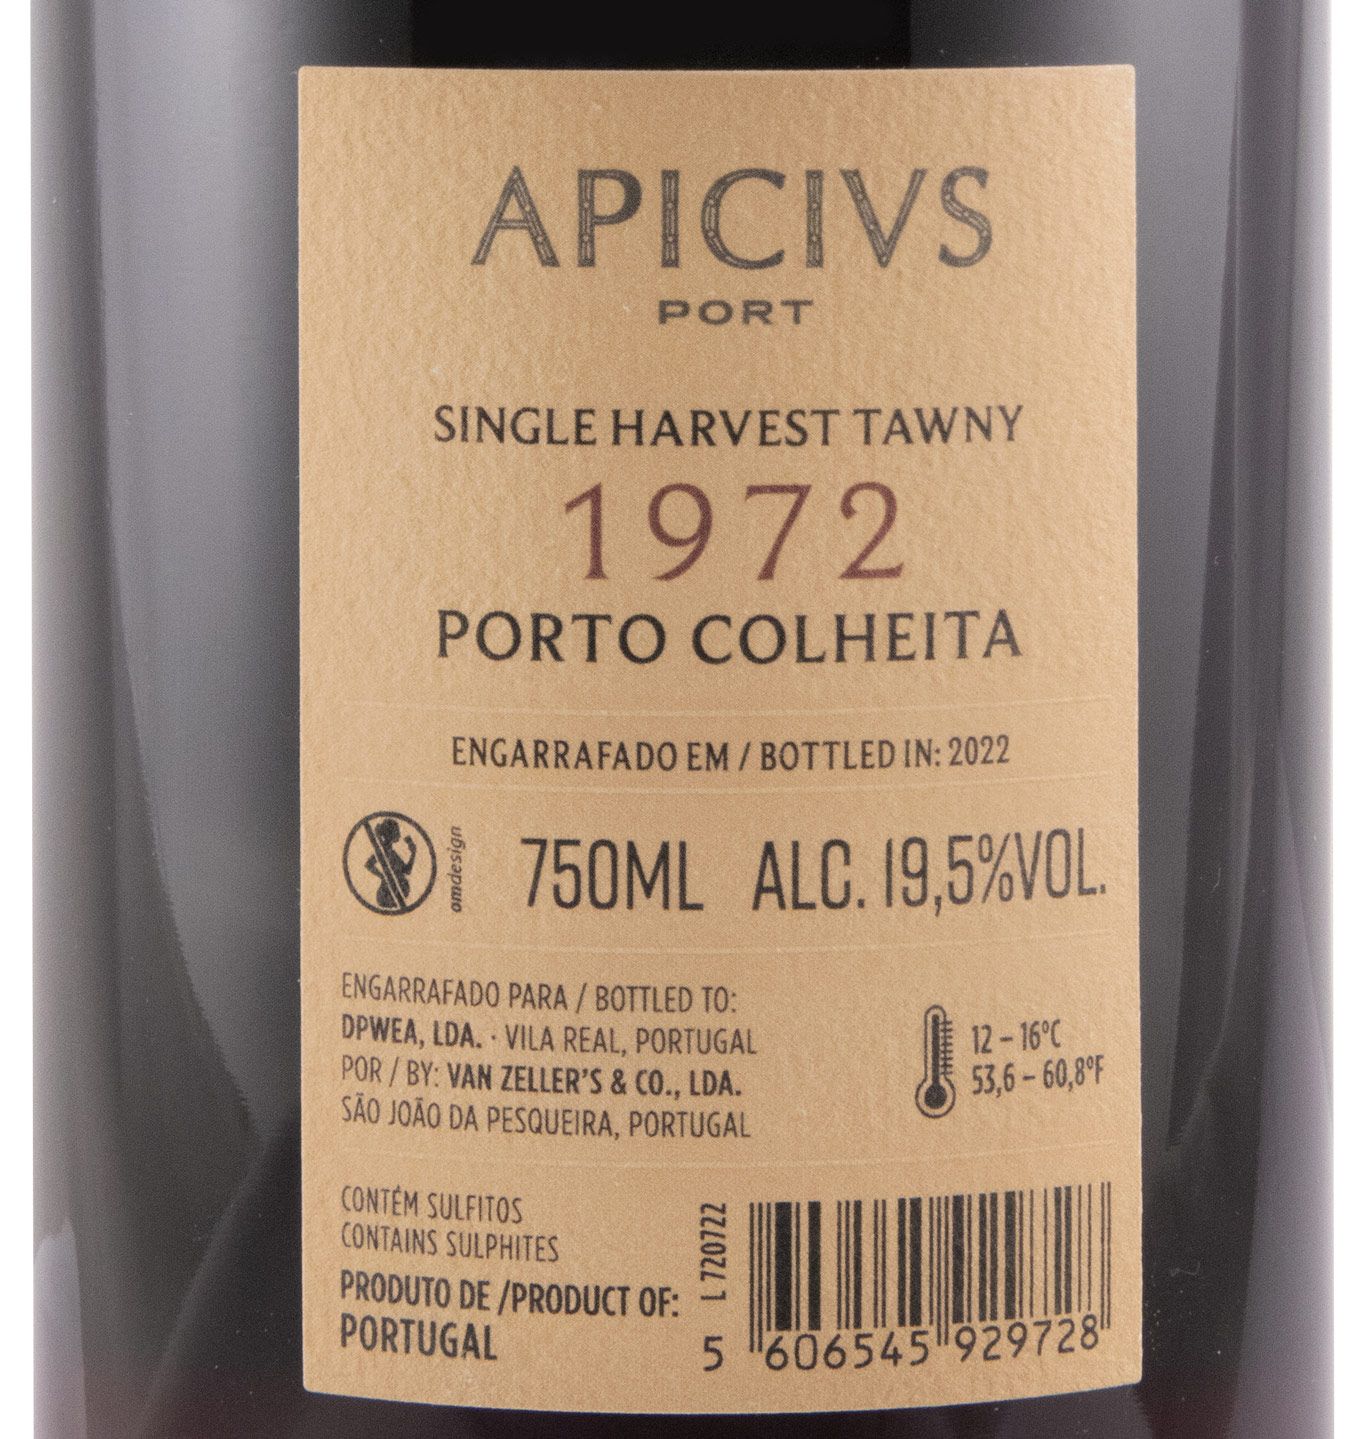 APICIVS
PORT
SINGLE HARVEST TAWNY
1972
PORTO COLHEITA
ENGARRAFADO EM / BOTTLED IN: 2022
omdesign
750ML ALC. 19,5%VOL.
ENGARRAFADO PARA / BOTTLED TO:
DPWEA, LDA. · VILA REAL, PORTUGAL
POR / BY: VAN ZELLER'S & CO., LDA.
SÃO JOÃO DA PESQUEIRA, PORTUGAL
12 – 16ºC
53,6 – 60,8ºF
CONTÉM SULFITOS
CONTAINS SULPHITES
PRODUTO DE /PRODUCT OF:
PORTUGAL
L 720722
5 606545 929728